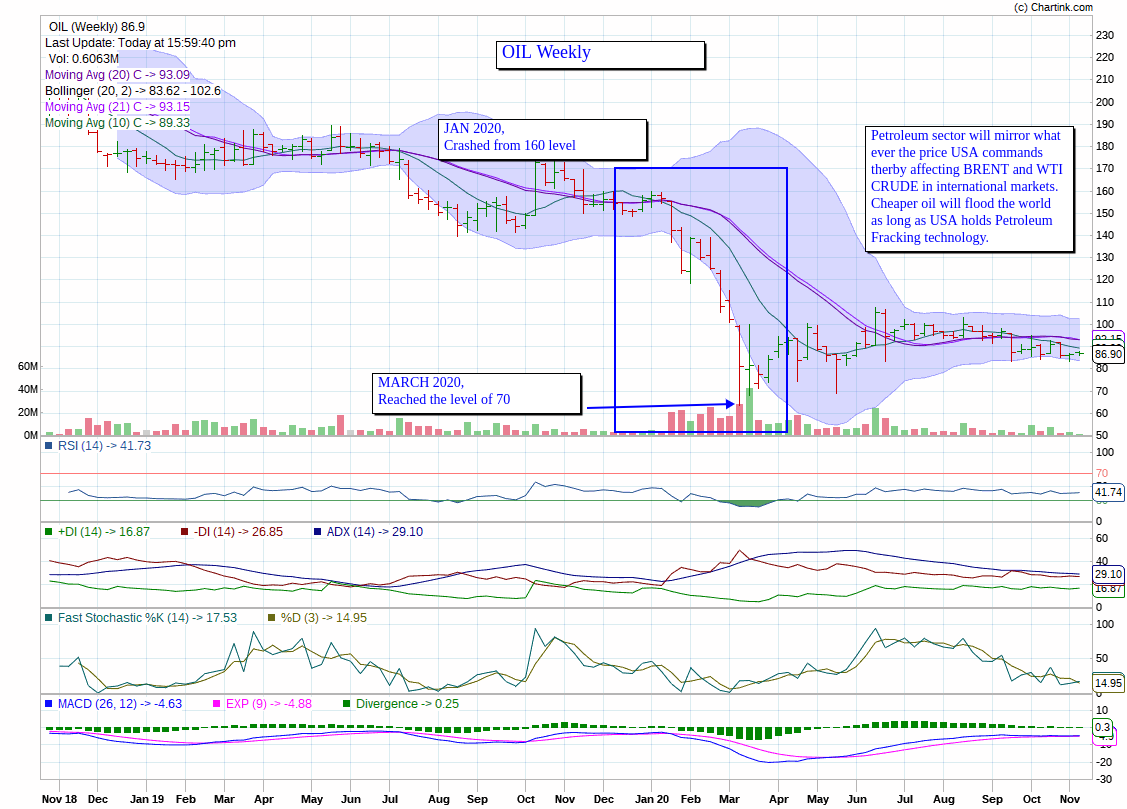 (c) Chartink.com
OIL (Weekly) 86.9
Last Update: Today at 15:59:40 pm
Vol: 0.6063M
Moving Avg (20) C -> 93.09
Bollinger (20, 2) -> 83.62 - 102.6
Moving Avg (21) C -> 93.15
Moving Avg (10) C -> 89.33
OIL Weekly
JAN 2020,
Crashed from 160 level
Petroleum sector will mirror what
ever the price USA commands
therby affecting BRENT and WTI
CRUDE in international markets.
Cheaper oil will flood the world
as long as USA holds Petroleum
Fracking technology.
MARCH 2020,
Reached the level of 70
230
220
210
200
190
180
170
160
150
140
130
120
110
100
86.90
80
70
60
50
60M
40M
20M
0M
RSI (14) -> 41.73
100
70
41.74
0
+DI (14) -> 16.87 -DI (14) -> 26.85 ADX (14) -> 29.10
60
40
29.10
16.87
0
Fast Stochastic %K (14) -> 17.53 %D (3) -> 14.95
100
50
14.95
0
MACD (26, 12) -> -4.63 EXP (9) -> -4.88 Divergence -> 0.25
10
0.3
-10
-20
-30
Nov 18 Dec Jan 19 Feb Mar Apr May Jun Jul Aug Sep Oct Nov Dec Jan 20 Feb Mar Apr May Jun Jul Aug Sep Oct Nov